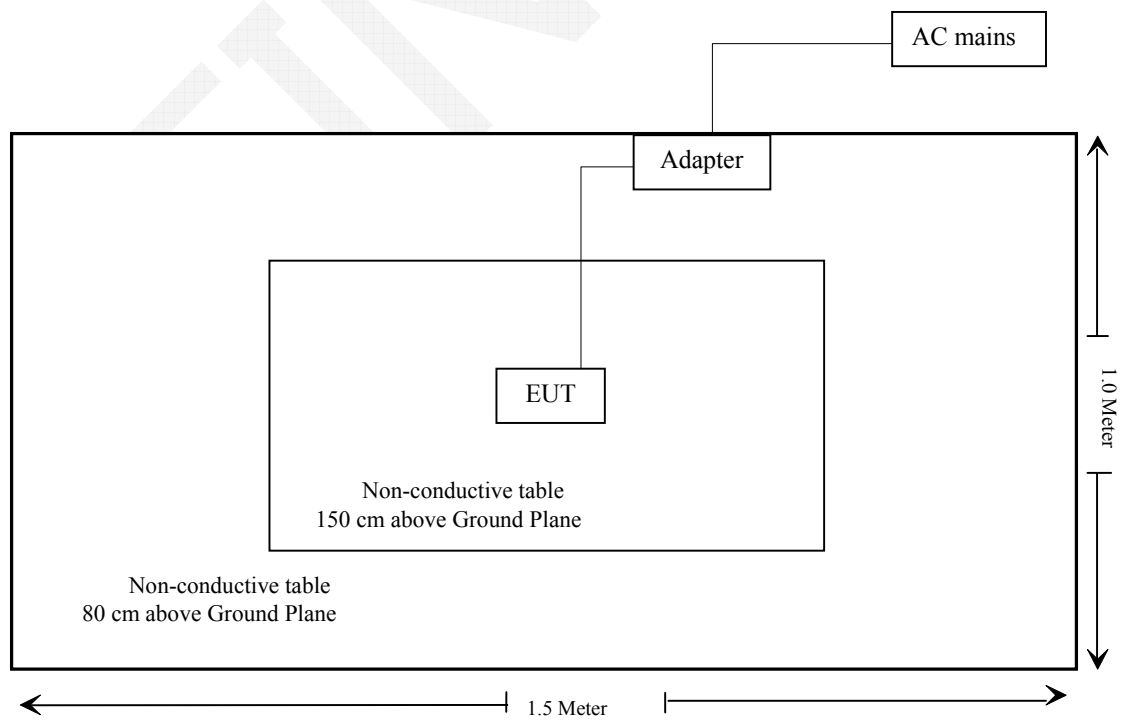 AC mains
Adapter
EUT
1.0 Meter
Non-conductive table
150 cm above Ground Plane
Non-conductive table
80 cm above Ground Plane
1.5 Meter